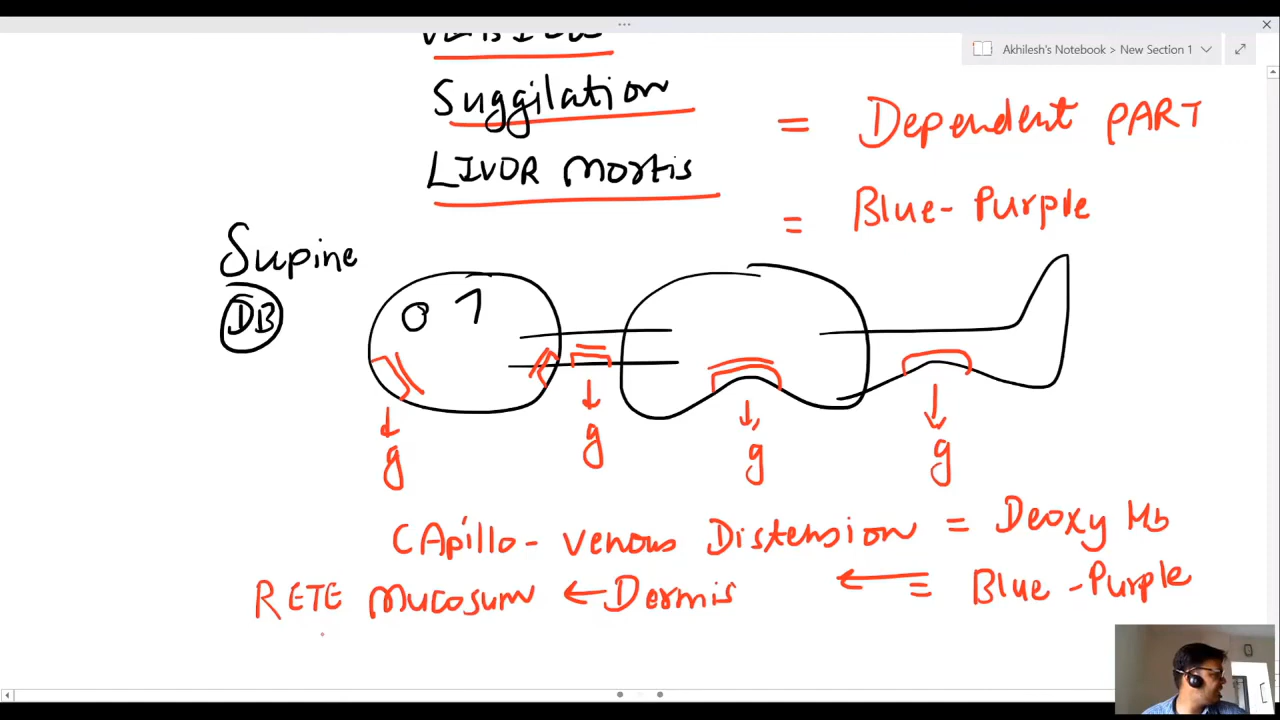 Akhilesh's Notebook > New Section 1
Suggilation
= Dependent PART
LIVOR Mortis
= Blue-Purple
Supine
DB
g g g g
CApillo-venous Distension = Deoxy Hb
RETE Mucosum ← Dermis ← = Blue-Purple